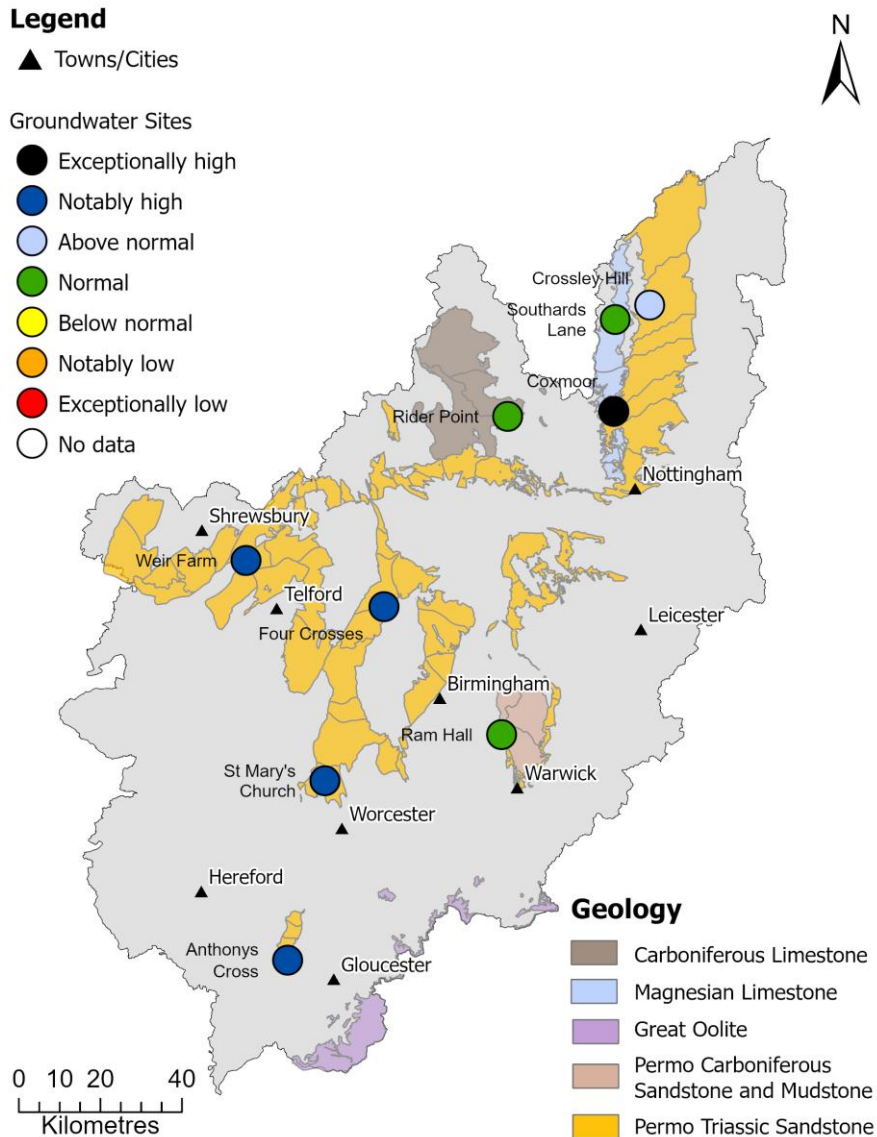 Legend
Towns/Cities
Groundwater Sites
Exceptionally high
Notably high
Above normal
Normal
Below normal
Notably low
Exceptionally low
No data
N
Crossley Hill
Southards
Lane
Coxmoor
Rider Point
Nottingham
Shrewsbury
Weir Farm
Telford
Four Crosses
Leicester
Birmingham
Ram Hall
St Mary's
Church
Warwick
Worcester
Hereford
Anthonys
Cross
Gloucester
Geology
Carboniferous Limestone
Magnesian Limestone
Great Oolite
Permo Carboniferous
Sandstone and Mudstone
Permo Triassic Sandstone
0 10 20 40
Kilometres